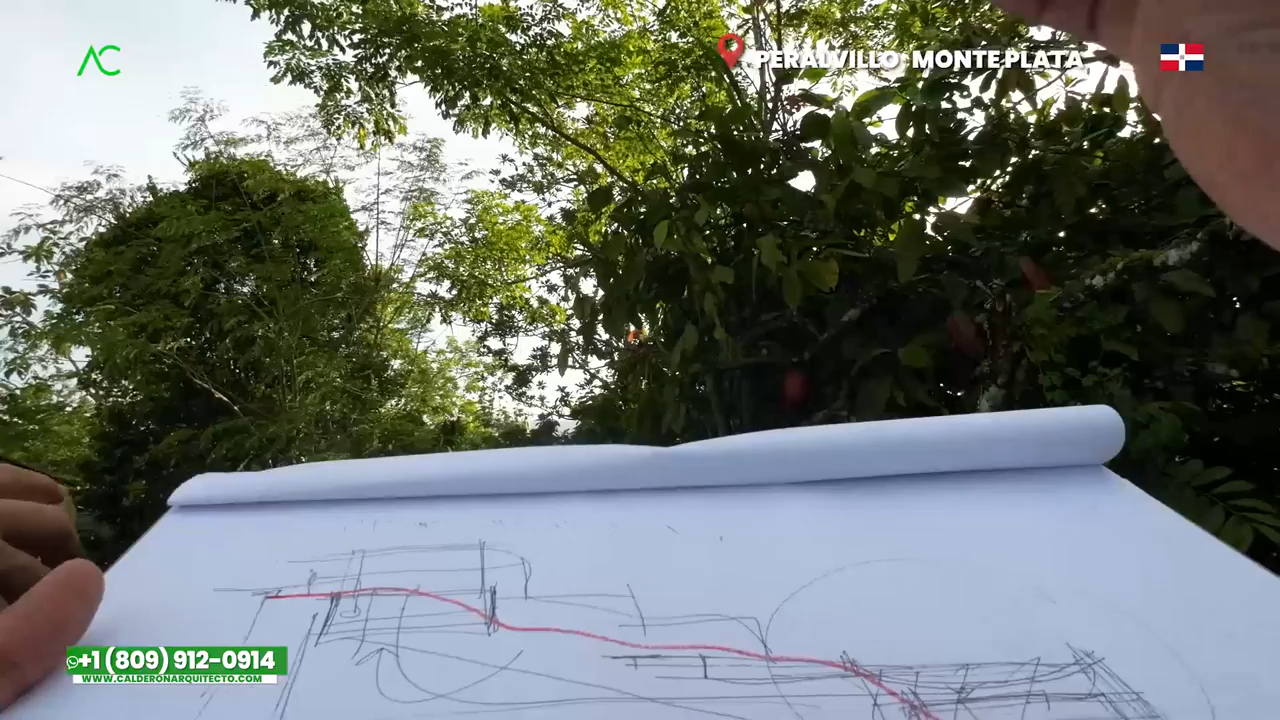 AC
PERALVILLO, MONTE PLATA
+1 (809) 912-0914
WWW.CALDERONARQUITECTO.COM